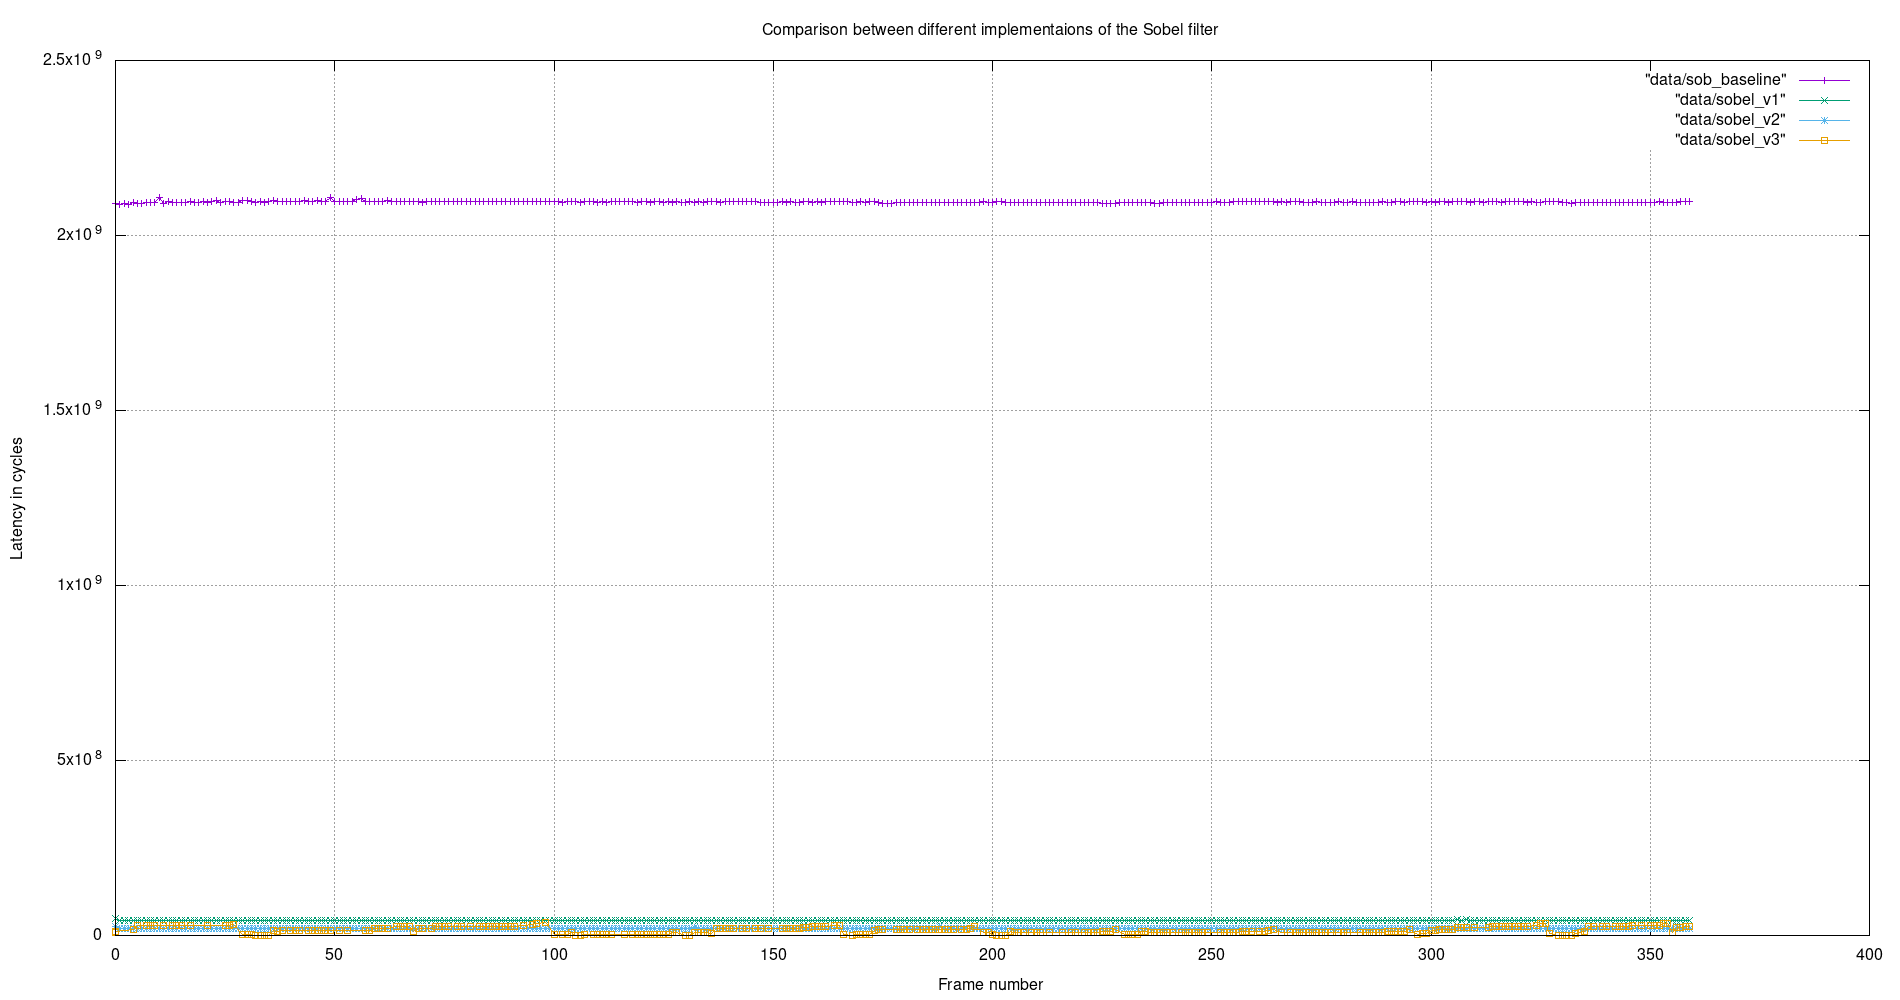 Comparison between different implementaions of the Sobel filter
2.5x10 9
2x10 9
1.5x10 9
1x10 9
5x10 8
0
Latency in cycles
"data/sob_baseline"
"data/sobel_v1"
"data/sobel_v2"
"data/sobel_v3"
0 50 100 150 200 250 300 350 400
Frame number